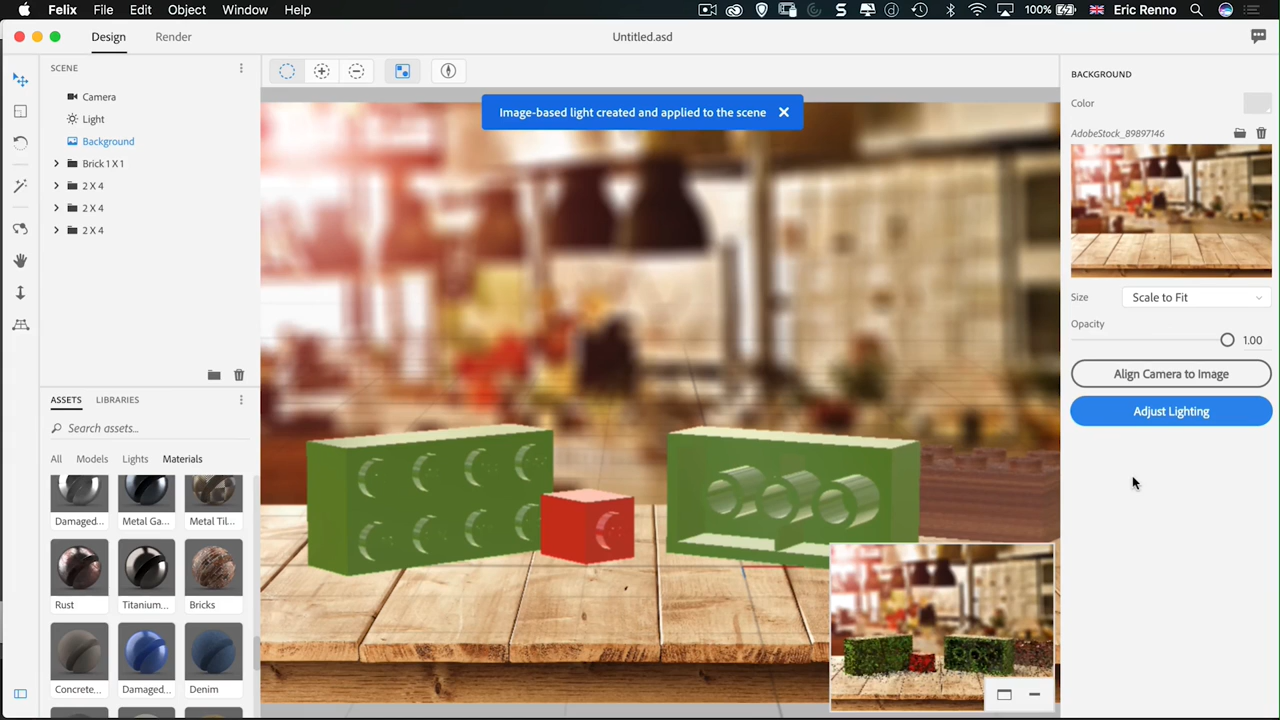 Felix File Edit Object Window Help 100% Eric Renno
Design Render Untitled.asd
SCENE
Camera
Light
Background
Brick 1 X 1
2 X 4
2 X 4
2 X 4
ASSETS LIBRARIES
Search assets...
All Models Lights Materials
Damaged... Metal Ga... Metal Til...
Rust Titanium... Bricks
Concrete... Damaged... Denim
Image-based light created and applied to the scene
BACKGROUND
Color
AdobeStock_89897146
Size Scale to Fit
Opacity
1.00
Align Camera to Image
Adjust Lighting